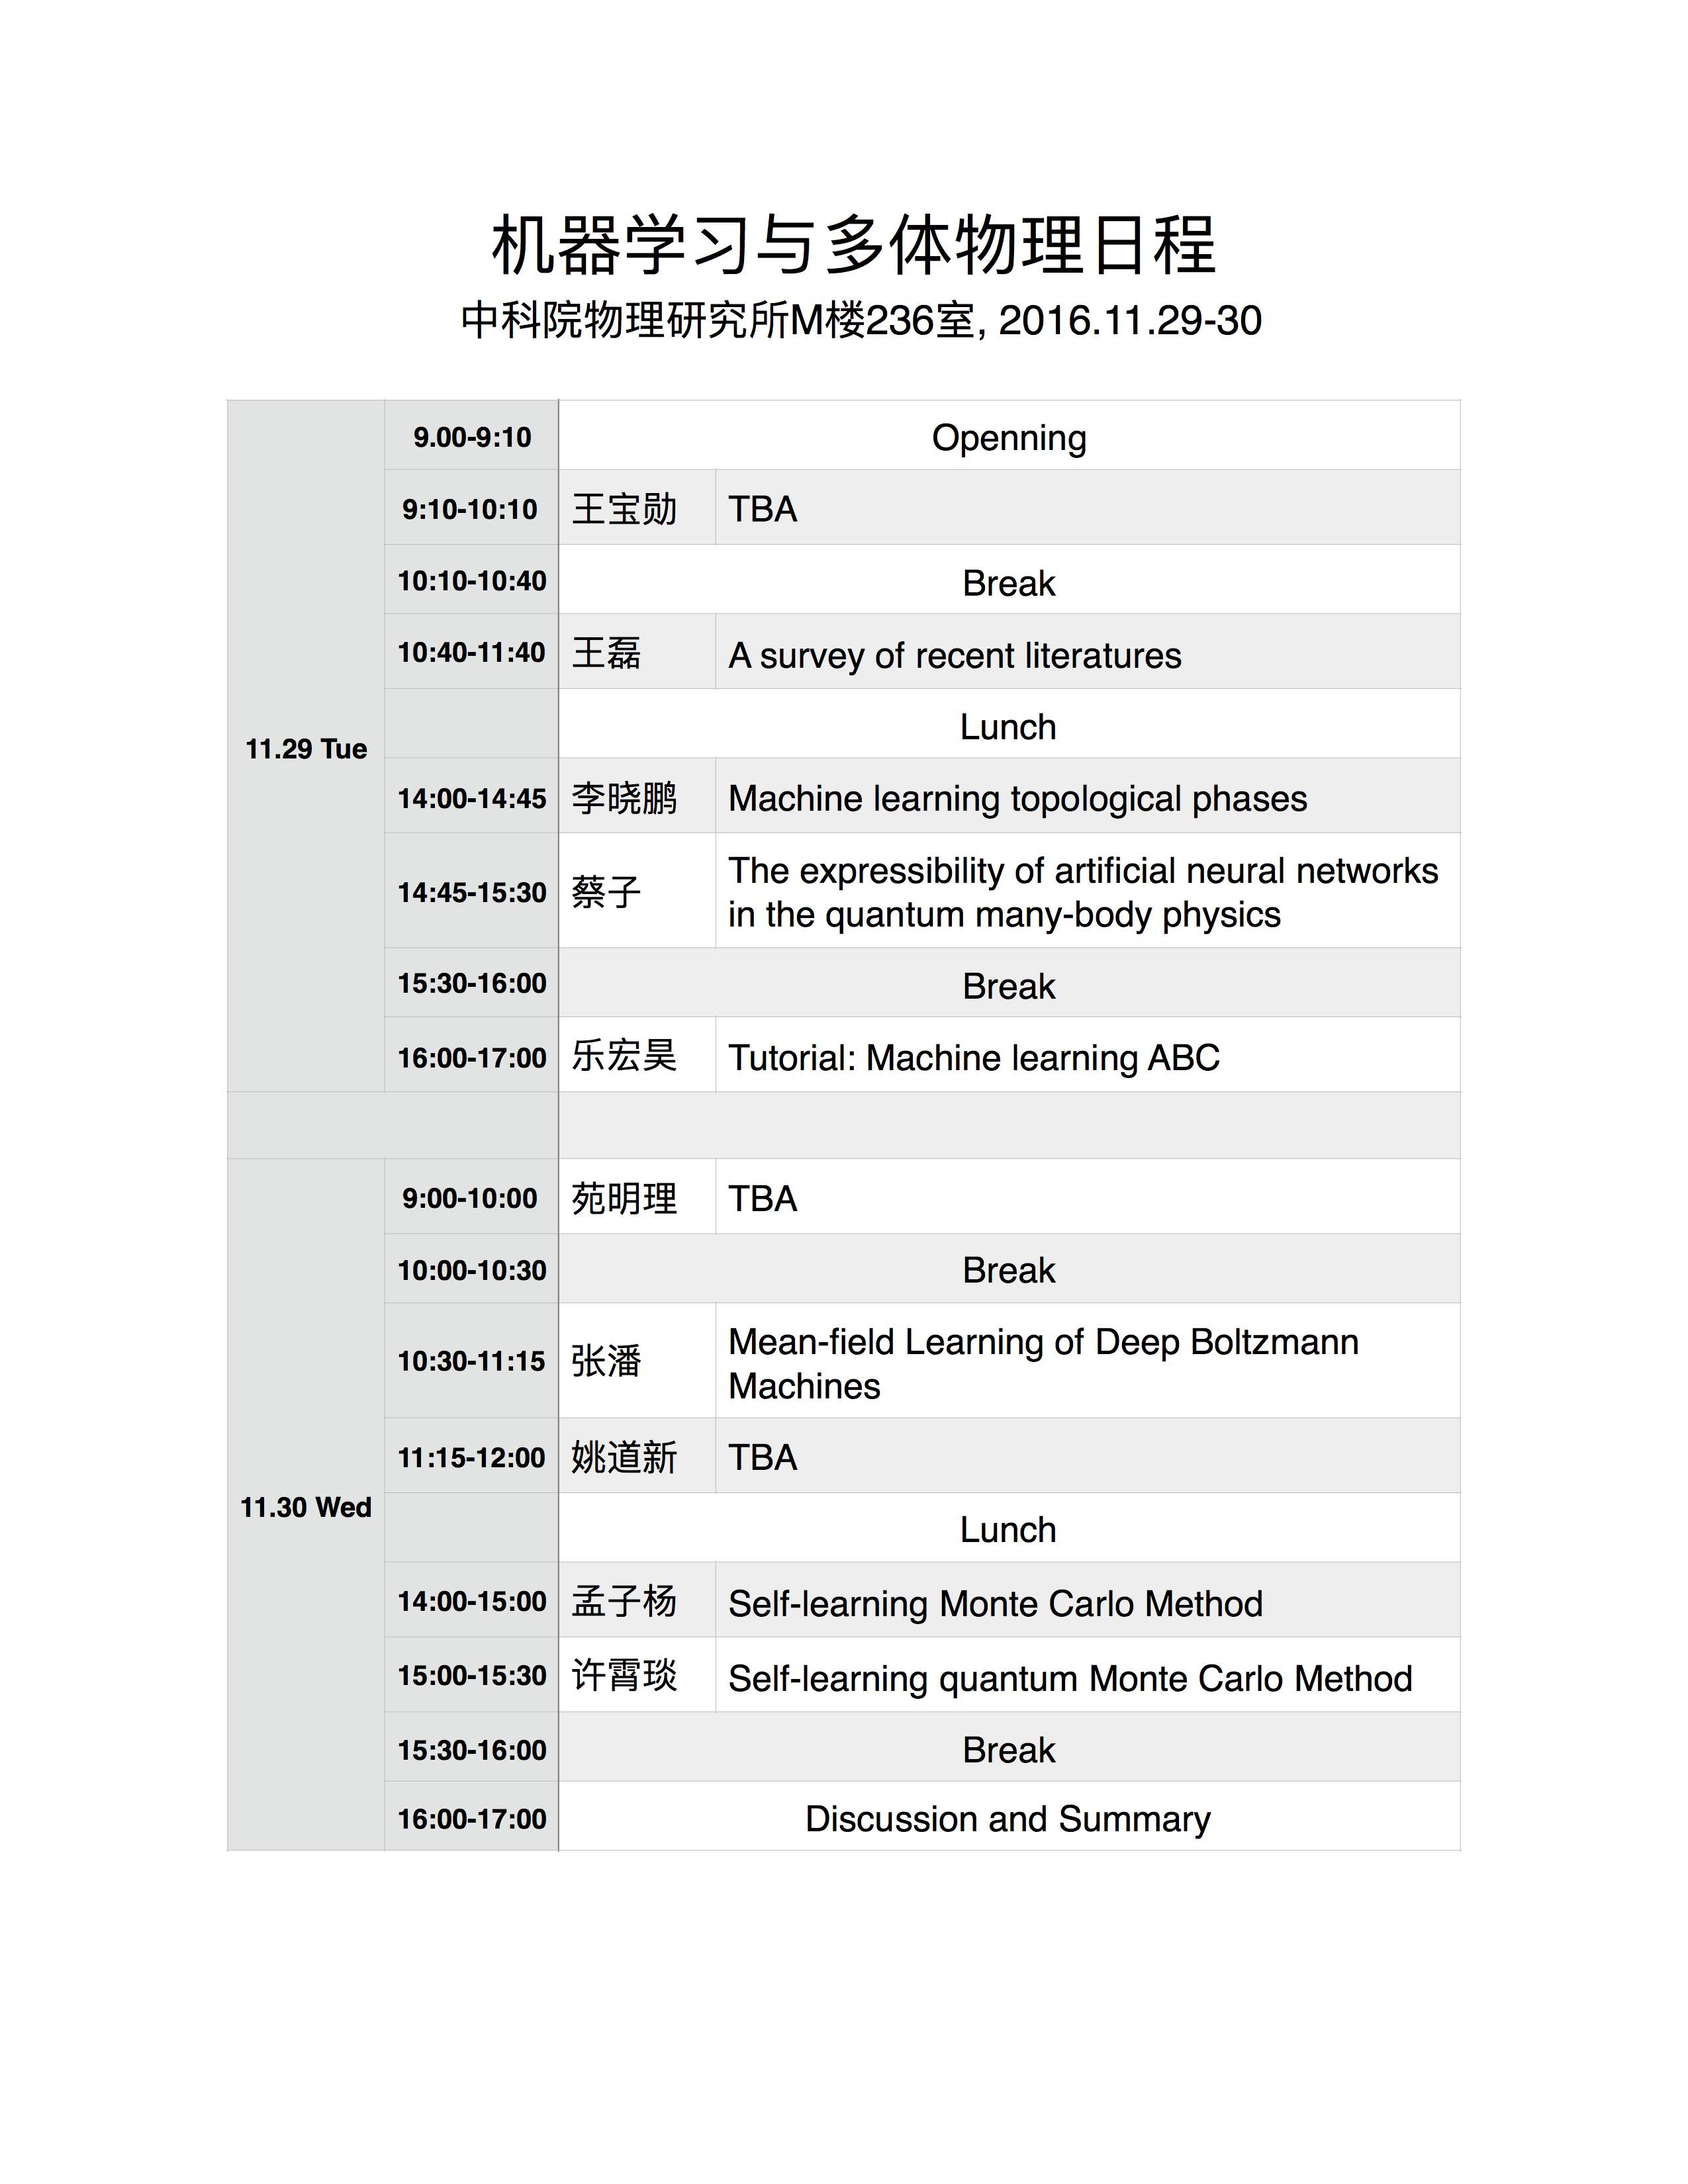 机器学习与多体物理日程
中科院物理研究所M楼236室, 2016.11.29-30
11.29 Tue
9.00-9:10 Openning
9:10-10:10 王宝勋 TBA
10:10-10:40 Break
10:40-11:40 王磊 A survey of recent literatures
Lunch
14:00-14:45 李晓鹏 Machine learning topological phases
14:45-15:30 蔡子 The expressibility of artificial neural networks
in the quantum many-body physics
15:30-16:00 Break
16:00-17:00 乐宏昊 Tutorial: Machine learning ABC
11.30 Wed
9:00-10:00 苑明理 TBA
10:00-10:30 Break
10:30-11:15 张潘 Mean-field Learning of Deep Boltzmann
Machines
11:15-12:00 姚道新 TBA
Lunch
14:00-15:00 孟子杨 Self-learning Monte Carlo Method
15:00-15:30 许霄琰 Self-learning quantum Monte Carlo Method
15:30-16:00 Break
16:00-17:00 Discussion and Summary